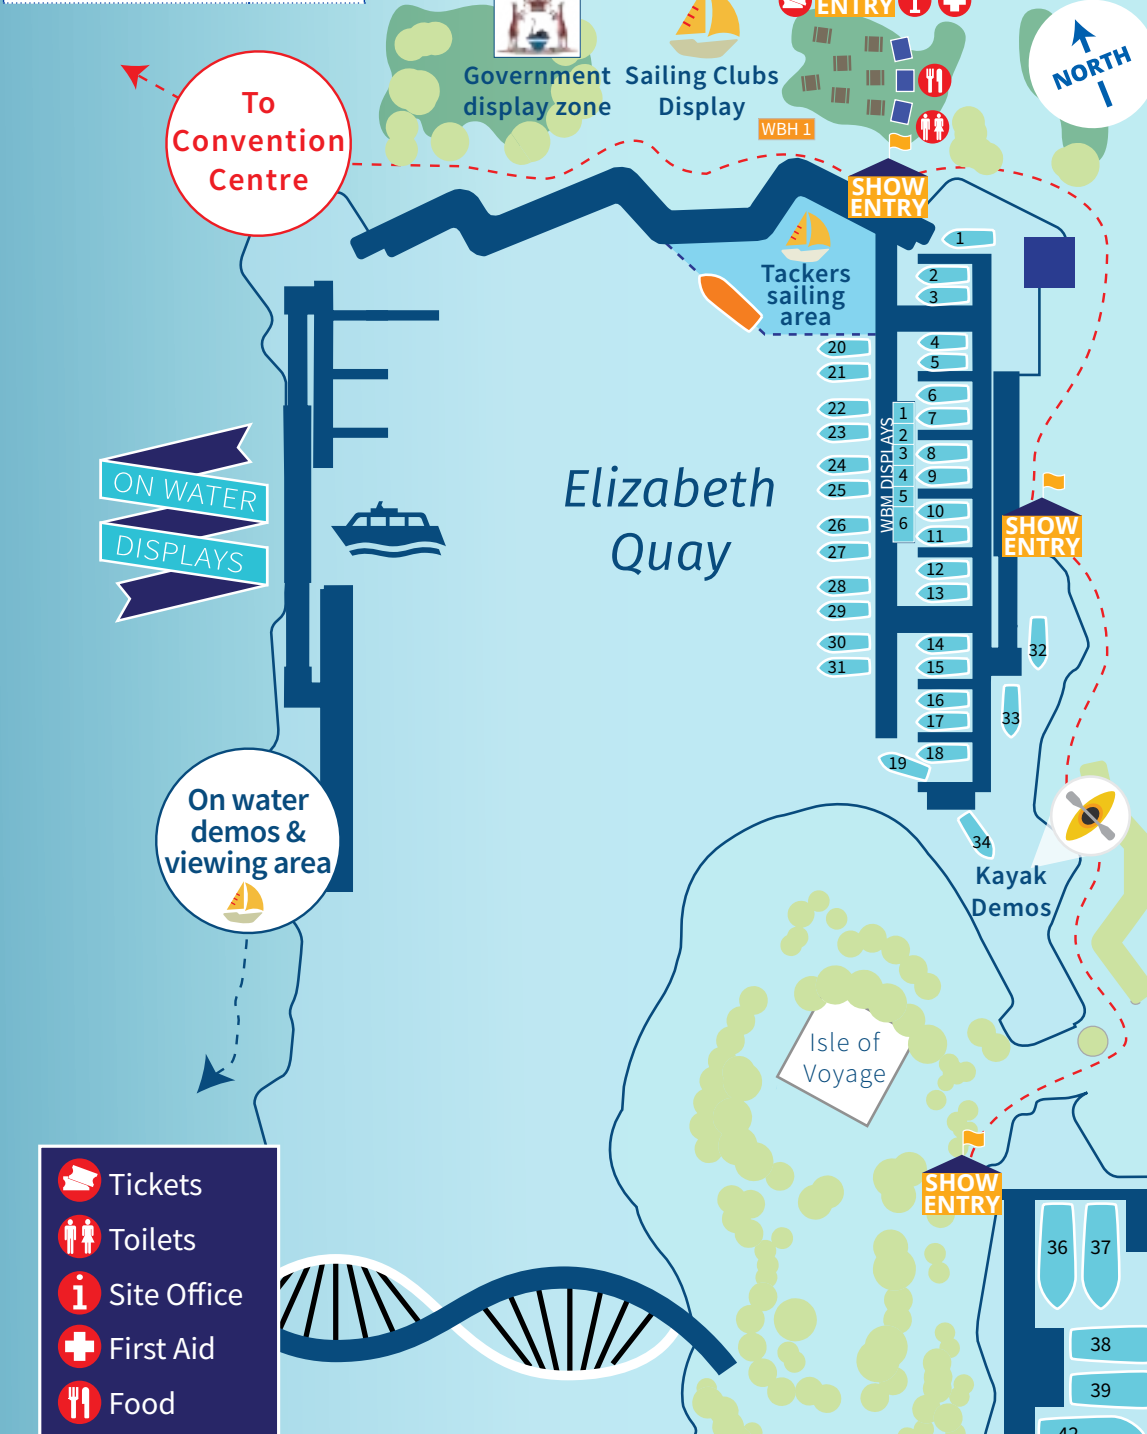 ENTRY
NORTH
To
Convention
Centre
Government
display zone
Sailing Clubs
Display
WBH 1
SHOW
ENTRY
Tackers
sailing
area
1
2
3
4
5
6
7
8
9
10
11
12
13
14
15
16
17
18
19
20
21
22
23
24
25
26
27
28
29
30
31
WBM DISPLAYS
1
2
3
4
5
6
SHOW
ENTRY
32
33
34
ON WATER
DISPLAYS
Elizabeth
Quay
On water
demos &
viewing area
Kayak
Demos
Isle of
Voyage
SHOW
ENTRY
36
37
38
39
42
Tickets
Toilets
i Site Office
First Aid
Food